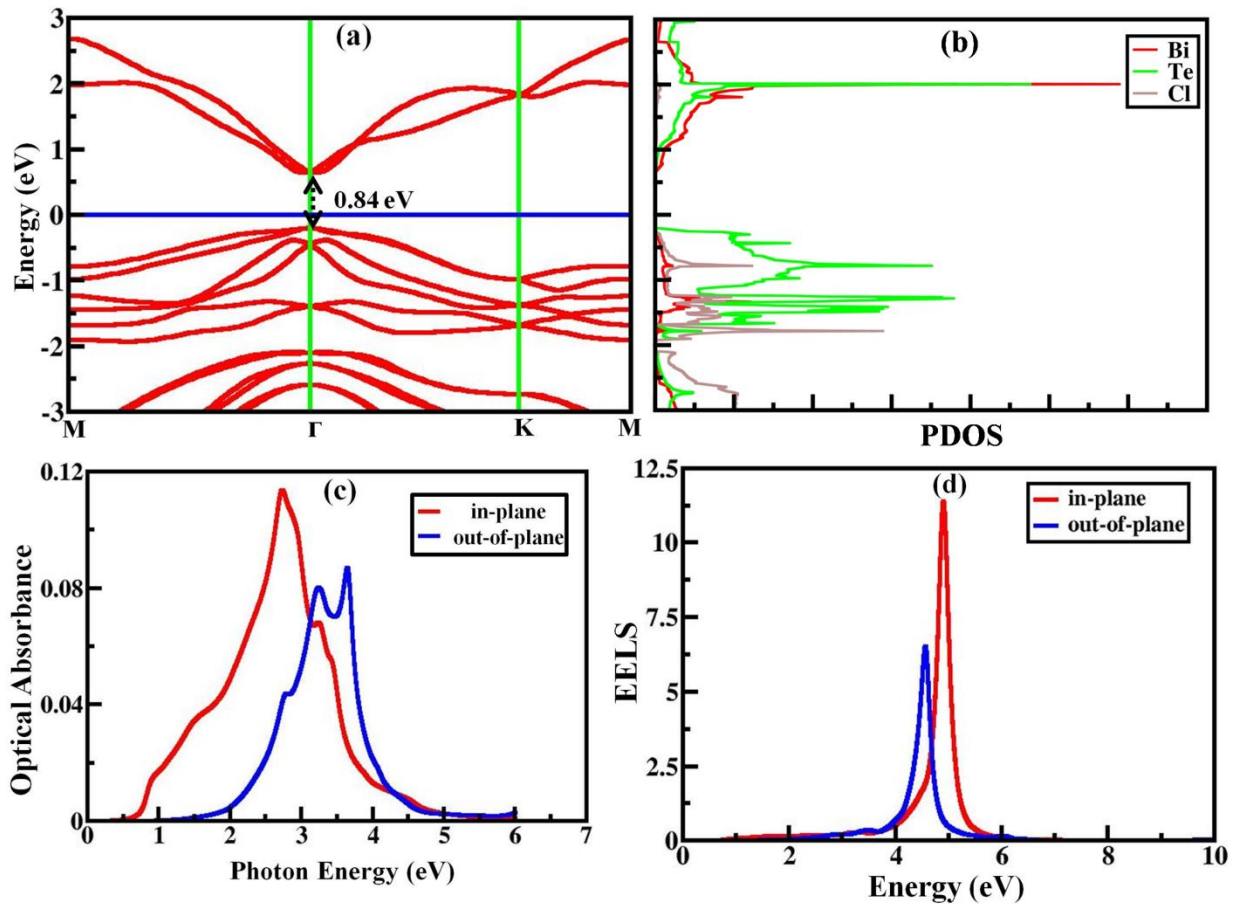 (a)
Energy (eV)
3
2
1
0
-1
-2
-3
0.84 eV
M Γ K M
(b)
Bi
Te
Cl
PDOS
(c)
Optical Absorbance
0.12
0.08
0.04
0
in-plane
out-of-plane
0 1 2 3 4 5 6 7
Photon Energy (eV)
(d)
EELS
12.5
10
7.5
5
2.5
0
in-plane
out-of-plane
0 2 4 6 8 10
Energy (eV)